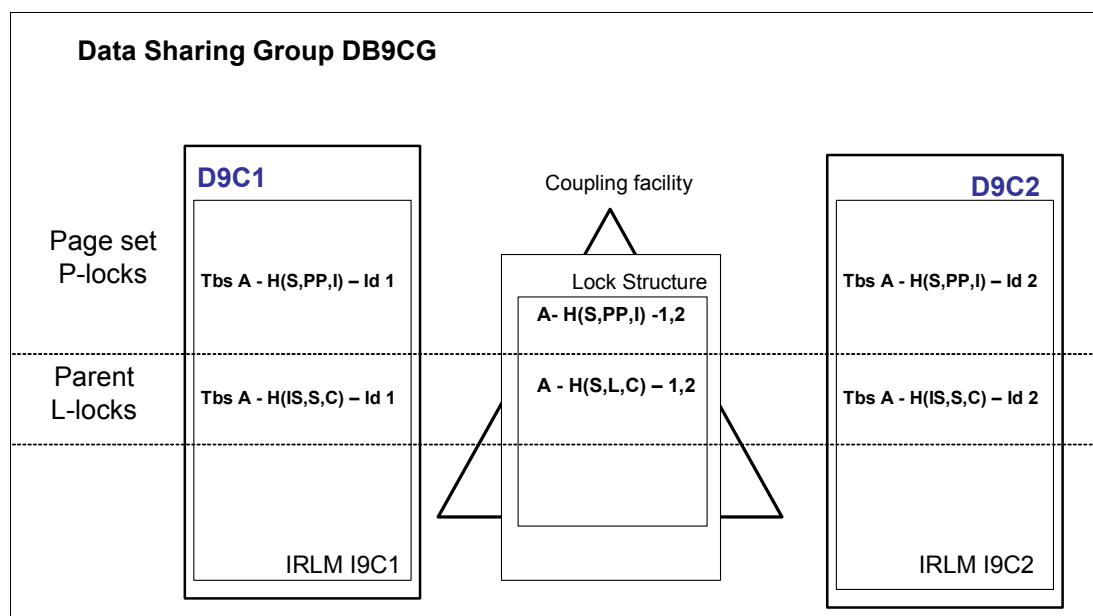 Data Sharing Group DB9CG
D9C1
Coupling facility
D9C2
Page set
P-locks
Tbs A - H(S,PP,I) – Id 1
Lock Structure
A- H(S,PP,I) -1,2
Tbs A - H(S,PP,I) – Id 2
Parent
L-locks
Tbs A - H(IS,S,C) – Id 1
A - H(S,L,C) – 1,2
Tbs A - H(IS,S,C) – Id 2
IRLM I9C1
IRLM I9C2